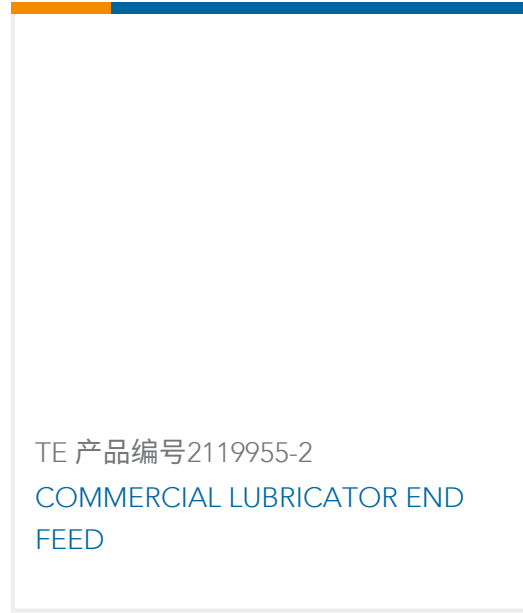 TE 产品编号2119955-2
COMMERCIAL LUBRICATOR END
FEED